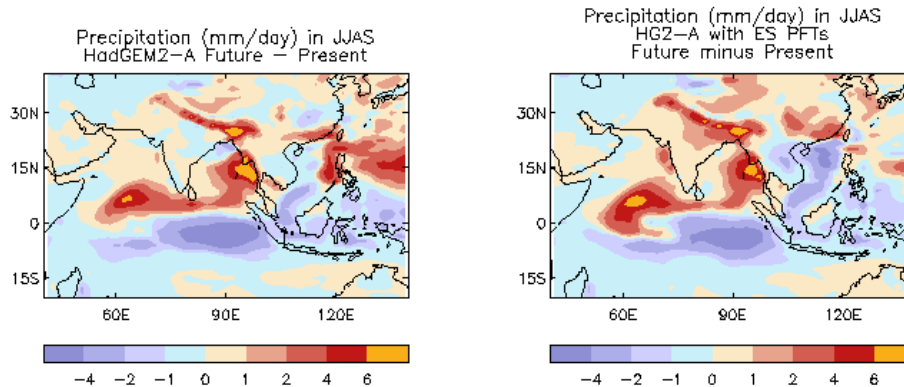 Precipitation (mm/day) in JJAS
HadGEM2-A Future - Present
30N
15N
0
15S
60E
90E
120E
-4 -2 -1 0 1 2 4 6
Precipitation (mm/day) in JJAS
HG2-A with ES PFTs
Future minus Present
30N
15N
0
15S
60E
90E
120E
-4 -2 -1 0 1 2 4 6